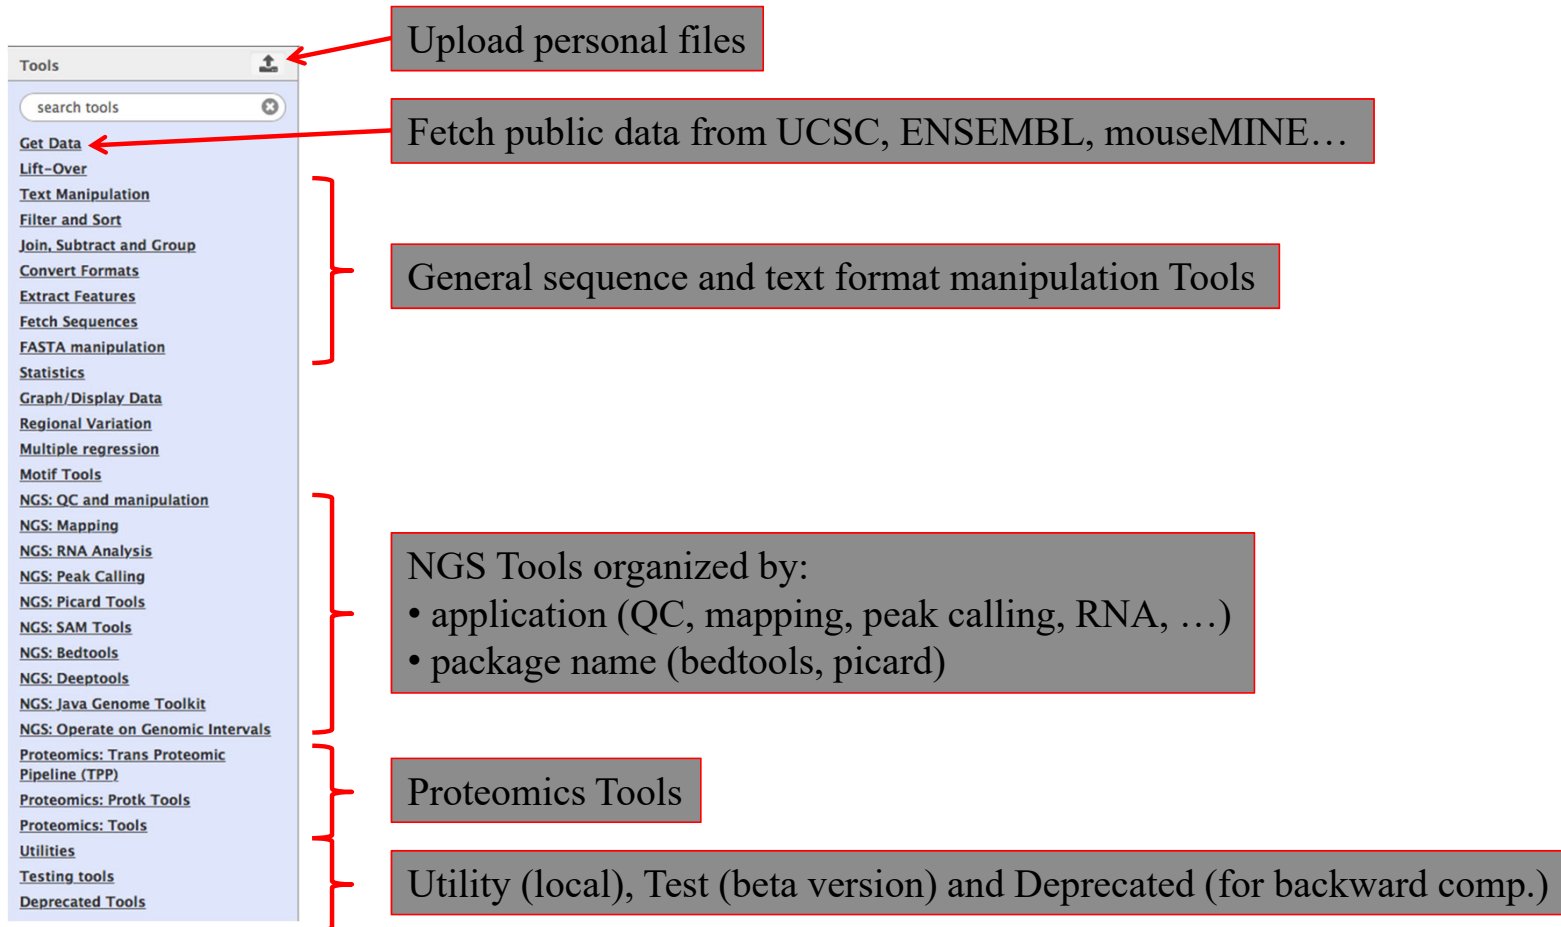 Upload personal files
Tools
search tools
Fetch public data from UCSC, ENSEMBL, mouseMINE…
Get Data
Lift-Over
Text Manipulation
Filter and Sort
Join, Subtract and Group
Convert Formats
Extract Features
Fetch Sequences
FASTA manipulation
General sequence and text format manipulation Tools
Statistics
Graph/Display Data
Regional Variation
Multiple regression
Motif Tools
NGS: QC and manipulation
NGS: Mapping
NGS: RNA Analysis
NGS: Peak Calling
NGS: Picard Tools
NGS: SAM Tools
NGS: Bedtools
NGS: Deeptools
NGS: Java Genome Toolkit
NGS: Operate on Genomic Intervals
NGS Tools organized by:
• application (QC, mapping, peak calling, RNA, …)
• package name (bedtools, picard)
Proteomics: Trans Proteomic
Pipeline (TPP)
Proteomics: Protk Tools
Proteomics: Tools
Proteomics Tools
Utilities
Testing tools
Deprecated Tools
Utility (local), Test (beta version) and Deprecated (for backward comp.)